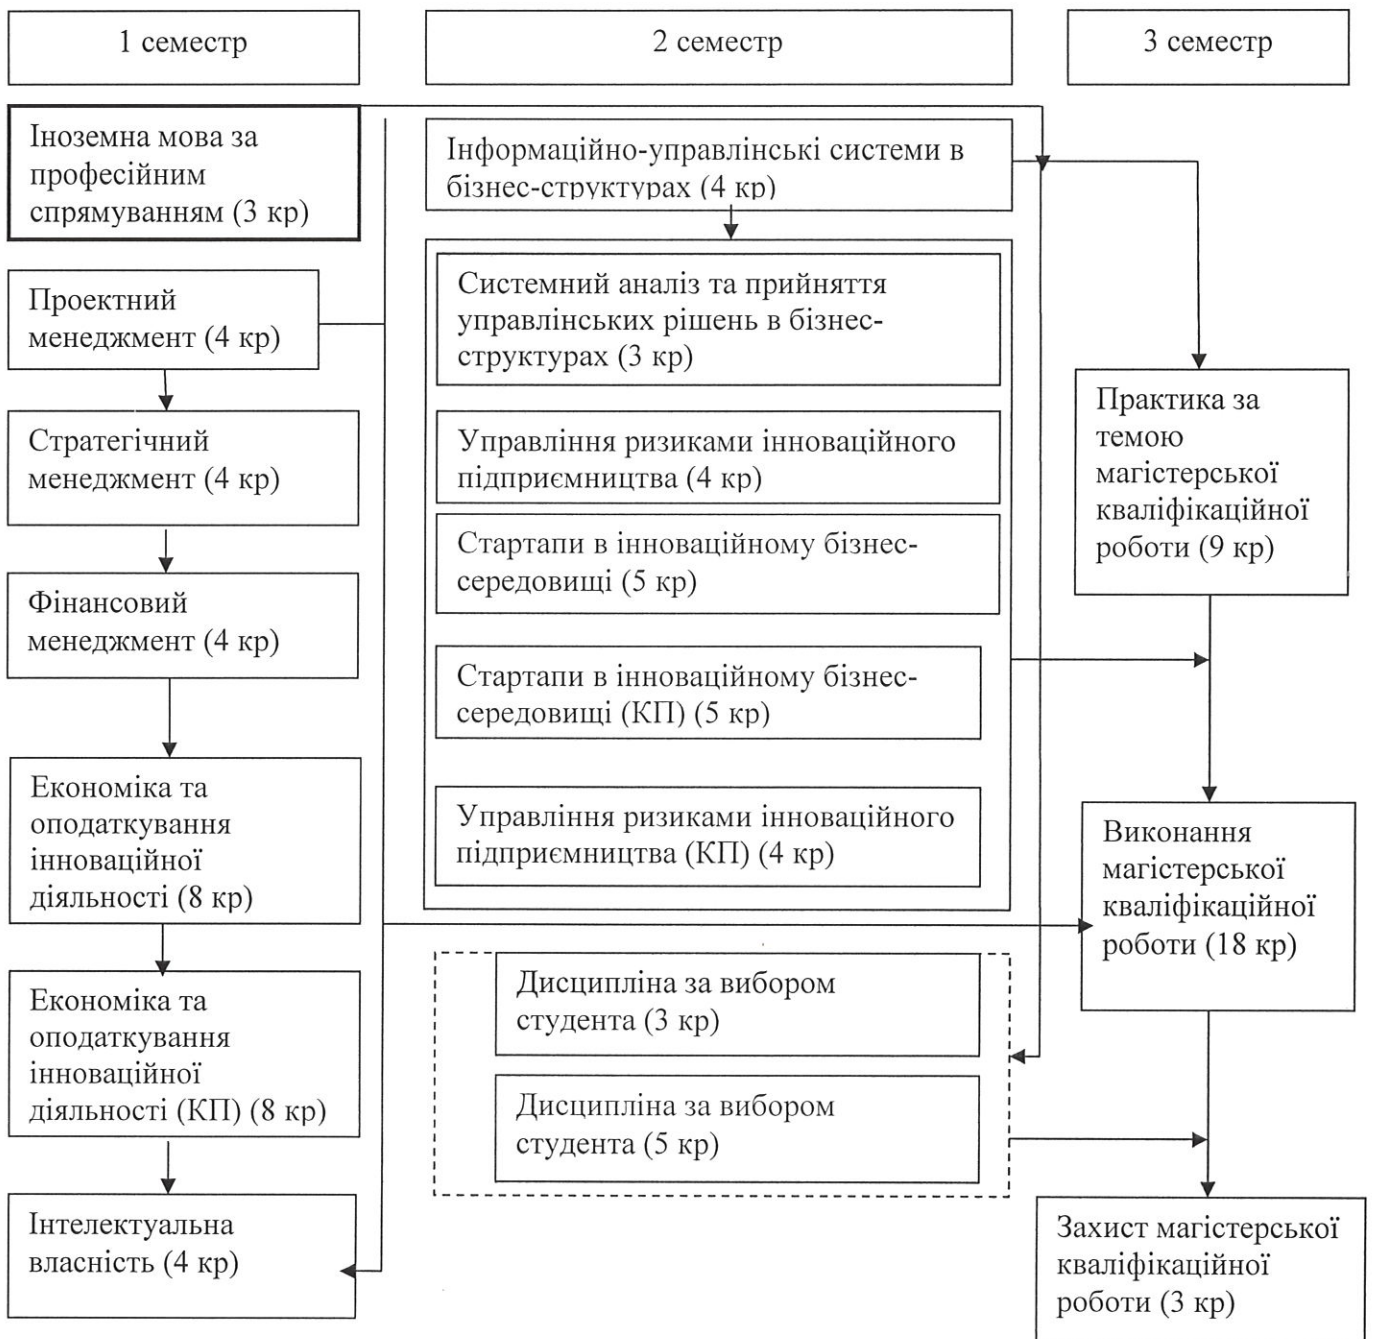 1 семестр
2 семестр
3 семестр
Іноземна мова за
професійним
спрямуванням (3 кр)
Проектний
менеджмент (4 кр)
Стратегічний
менеджмент (4 кр)
Фінансовий
менеджмент (4 кр)
Економіка та
оподаткування
інноваційної
діяльності (8 кр)
Економіка та
оподаткування
інноваційної
діяльності (КП) (8 кр)
Інтелектуальна
власність (4 кр)
Інформаційно-управлінські системи в
бізнес-структурах (4 кр)
Системний аналіз та прийняття
управлінських рішень в бізнес-
структурах (3 кр)
Управління ризиками інноваційного
підприємництва (4 кр)
Стартапи в інноваційному бізнес-
середовищі (5 кр)
Стартапи в інноваційному бізнес-
середовищі (КП) (5 кр)
Управління ризиками інноваційного
підприємництва (КП) (4 кр)
Дисципліна за вибором
студента (3 кр)
Дисципліна за вибором
студента (5 кр)
Практика за
темою
магістерської
кваліфікаційної
роботи (9 кр)
Виконання
магістерської
кваліфікаційної
роботи (18 кр)
Захист магістерської
кваліфікаційної
роботи (3 кр)